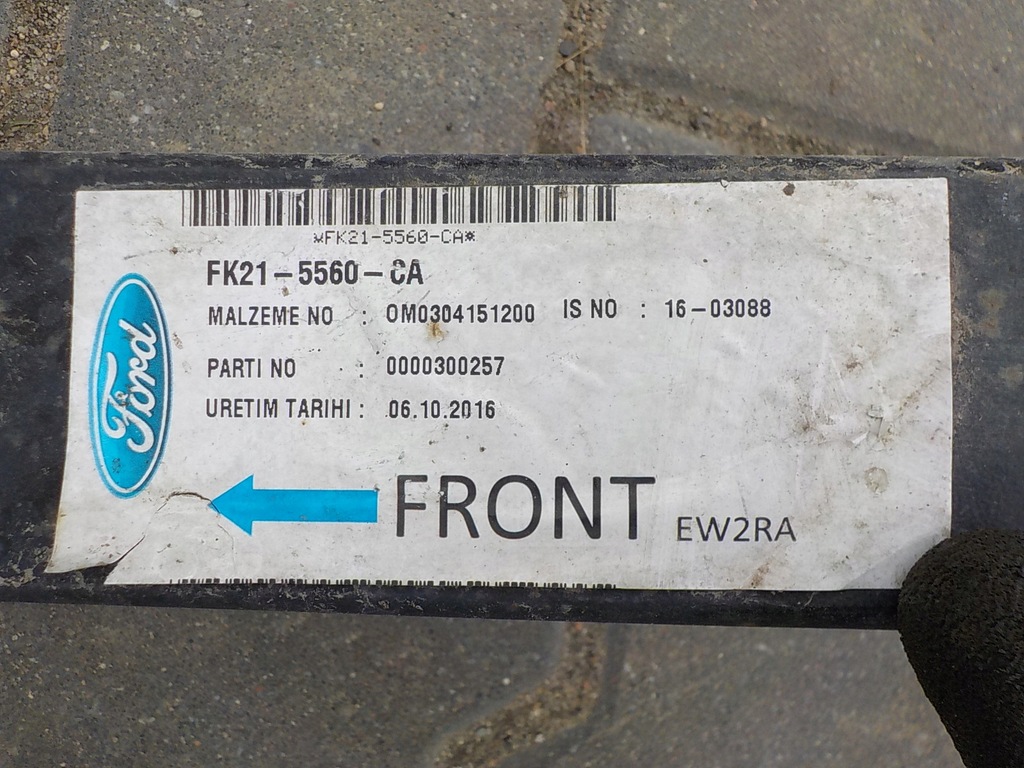 *FK21-5560-CA*
FK21-5560-CA
MALZEME NO : OM0304151200 IS NO : 16-03088
PARTI NO : 0000300257
URETIM TARIHI : 06.10.2016
Ford
FRONT EW2RA